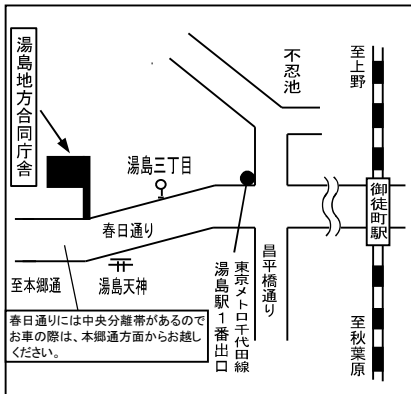 湯島地方合同庁舎
湯島三丁目
不忍池
至上野
御徒町駅
春日通り
至本郷通
湯島天神
東京メトロ千代田線
湯島駅1番出口
昌平橋通り
至秋葉原
春日通りには中央分離帯があるので
お車の際は、本郷通方面からお越し
ください。